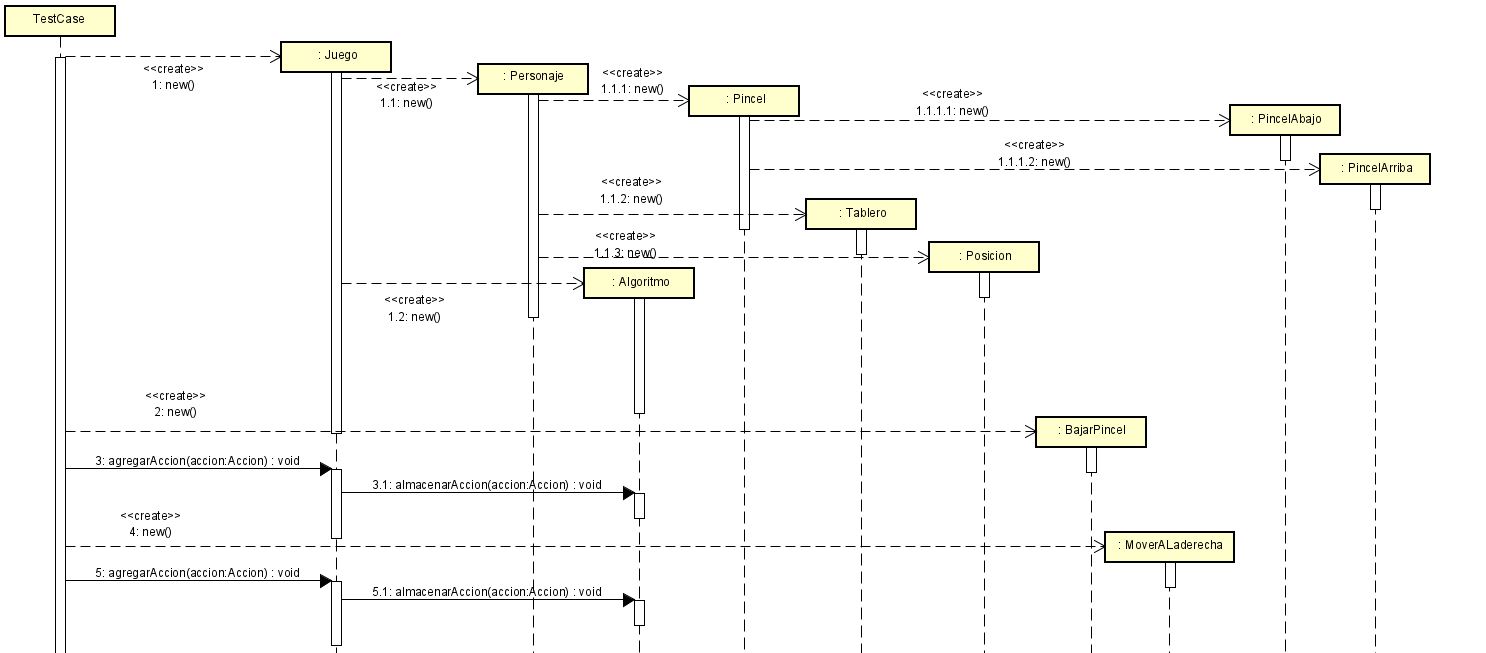 TestCase
: Juego
<<create>>
1: new()
: Personaje
<<create>>
1.1: new()
<<create>>
1.1.1: new()
: Pincel
<<create>>
1.1.1.1: new()
: PincelAbajo
<<create>>
1.1.1.2: new()
: PincelArriba
<<create>>
1.1.2: new()
: Tablero
<<create>>
1.1.3: new()
: Posicion
: Algoritmo
<<create>>
1.2: new()
<<create>>
2: new()
: BajarPincel
3: agregarAccion(accion:Accion) : void
3.1: almacenarAccion(accion:Accion) : void
<<create>>
4: new()
: MoverALaderecha
5: agregarAccion(accion:Accion) : void
5.1: almacenarAccion(accion:Accion) : void